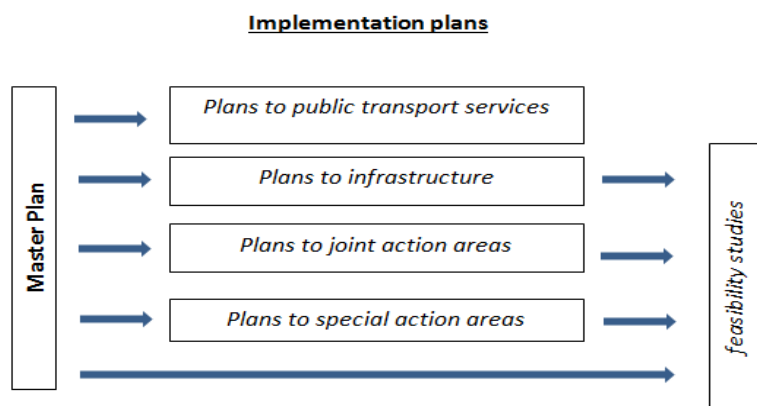 Implementation plans
Master Plan
Plans to public transport services
Plans to infrastructure
Plans to joint action areas
Plans to special action areas
feasibility studies